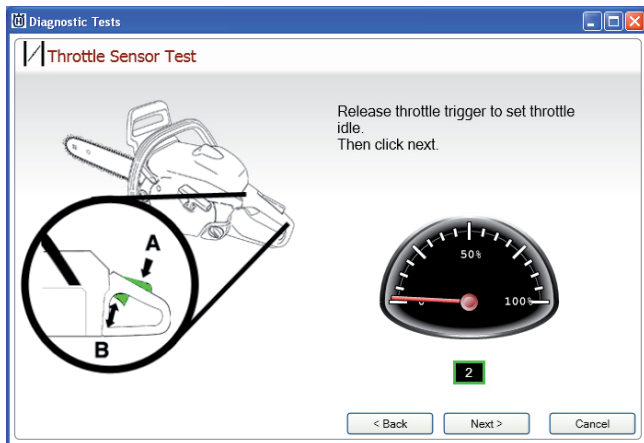 Diagnostic Tests
Throttle Sensor Test
Release throttle trigger to set throttle
idle.
Then click next.
A
B
50%
0
100%
2
< Back
Next >
Cancel